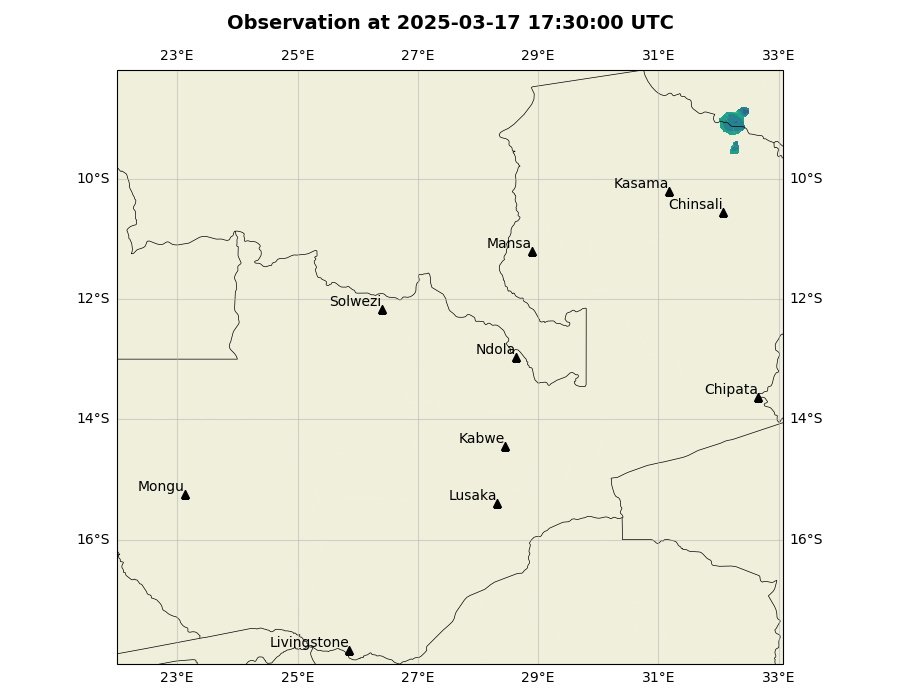 Observation at 2025-03-17 17:30:00 UTC
23°E 25°E 27°E 29°E 31°E 33°E
10°S 10°S
Kasama
Chinsali
Mansa
12°S 12°S
Solwezi
Ndola
Chipata
14°S 14°S
Kabwe
Mongu
Lusaka
16°S 16°S
Livingstone
23°E 25°E 27°E 29°E 31°E 33°E